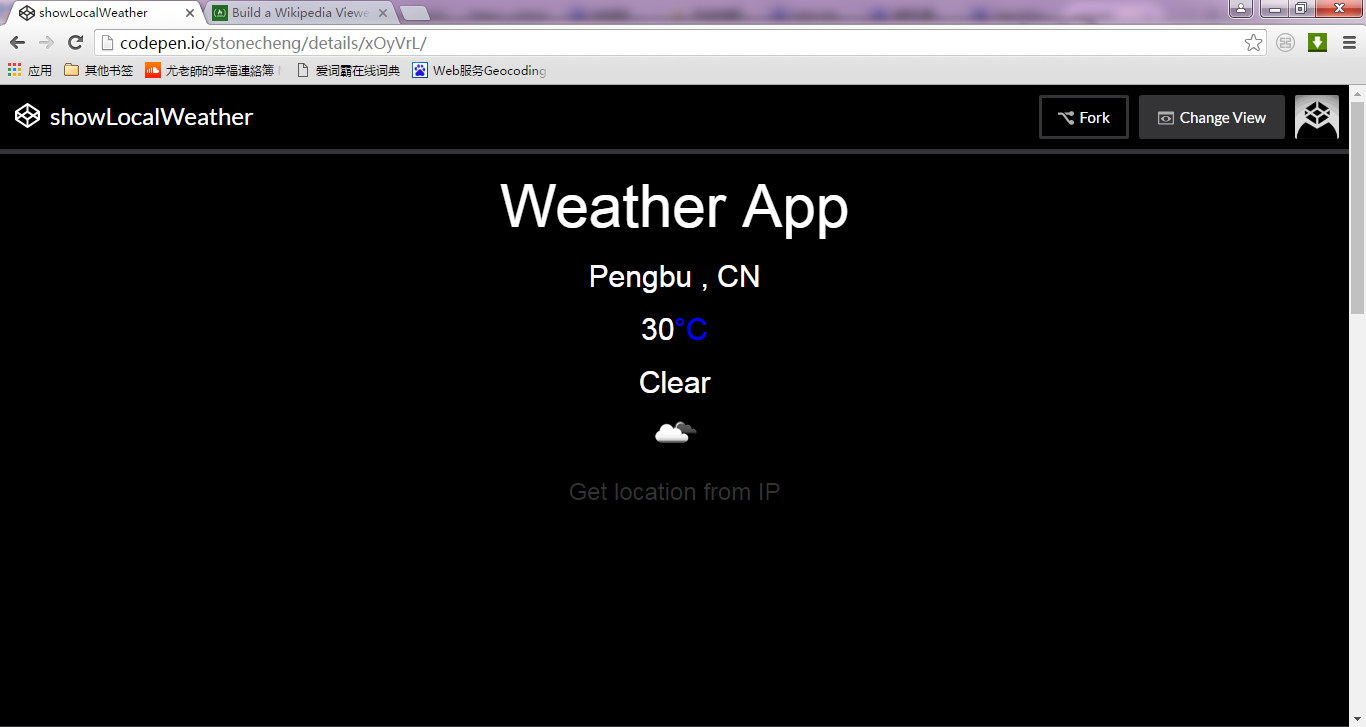 showLocalWeather
Build a Wikipedia Viewe
codepen.io/stonecheng/details/xOyVrL/
应用 其他书签 尤老師的幸福連絡簿 爱词霸在线词典 Web服务Geocoding
showLocalWeather
Fork
Change View
Weather App
Pengbu , CN
30°C
Clear
Get location from IP